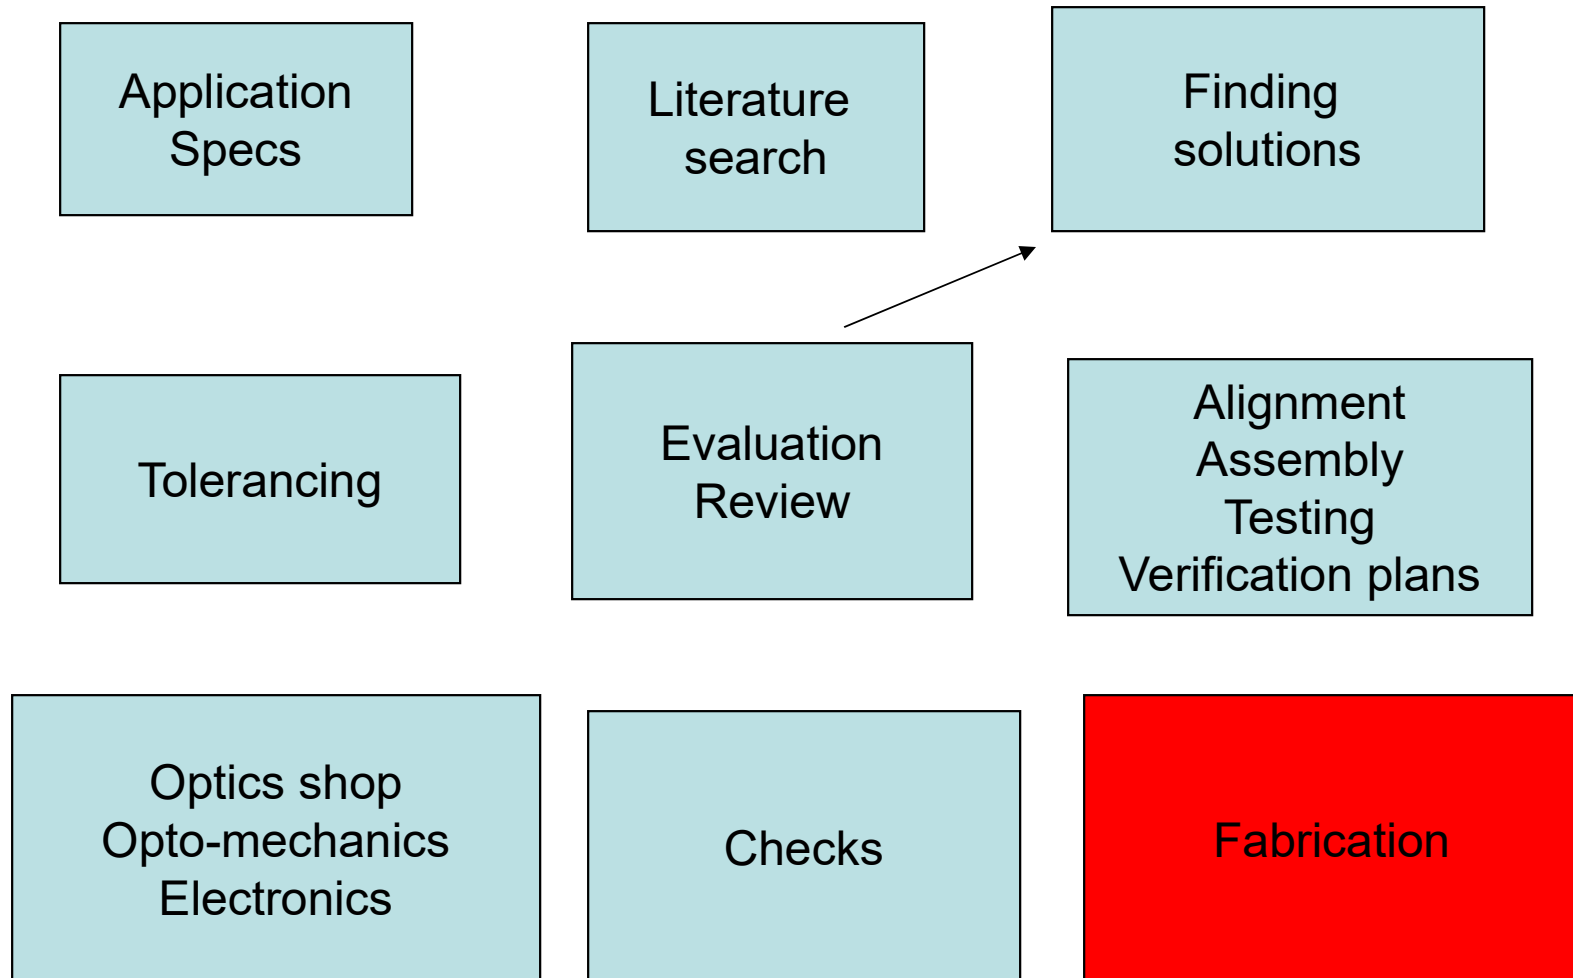 Application
Specs
Literature
search
Finding
solutions
Tolerancing
Evaluation
Review
Alignment
Assembly
Testing
Verification plans
Optics shop
Opto-mechanics
Electronics
Checks
Fabrication